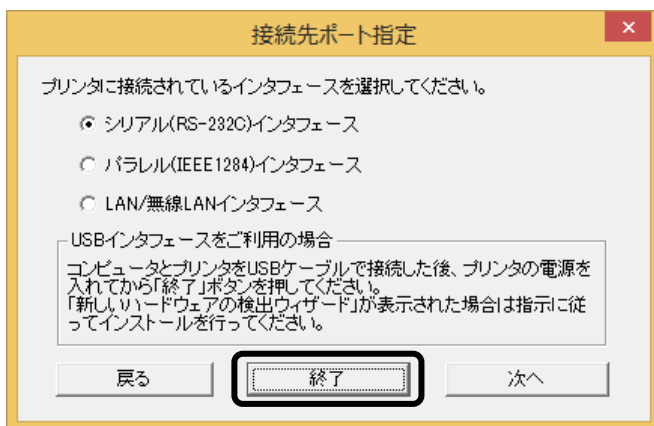 接続先ポート指定
プリンタに接続されているインタフェースを選択してください。
シリアル(RS-232C)インタフェース
パラレル(IEEE1284)インタフェース
LAN/無線LANインタフェース
USBインタフェースをご利用の場合
コンピュータとプリンタをUSBケーブルで接続した後、プリンタの電源を
入れてから「終了」ボタンを押してください。
「新しいハードウェアの検出ウィザード」が表示された場合は指示に従
ってインストールを行ってください。
戻る
終了
次へ